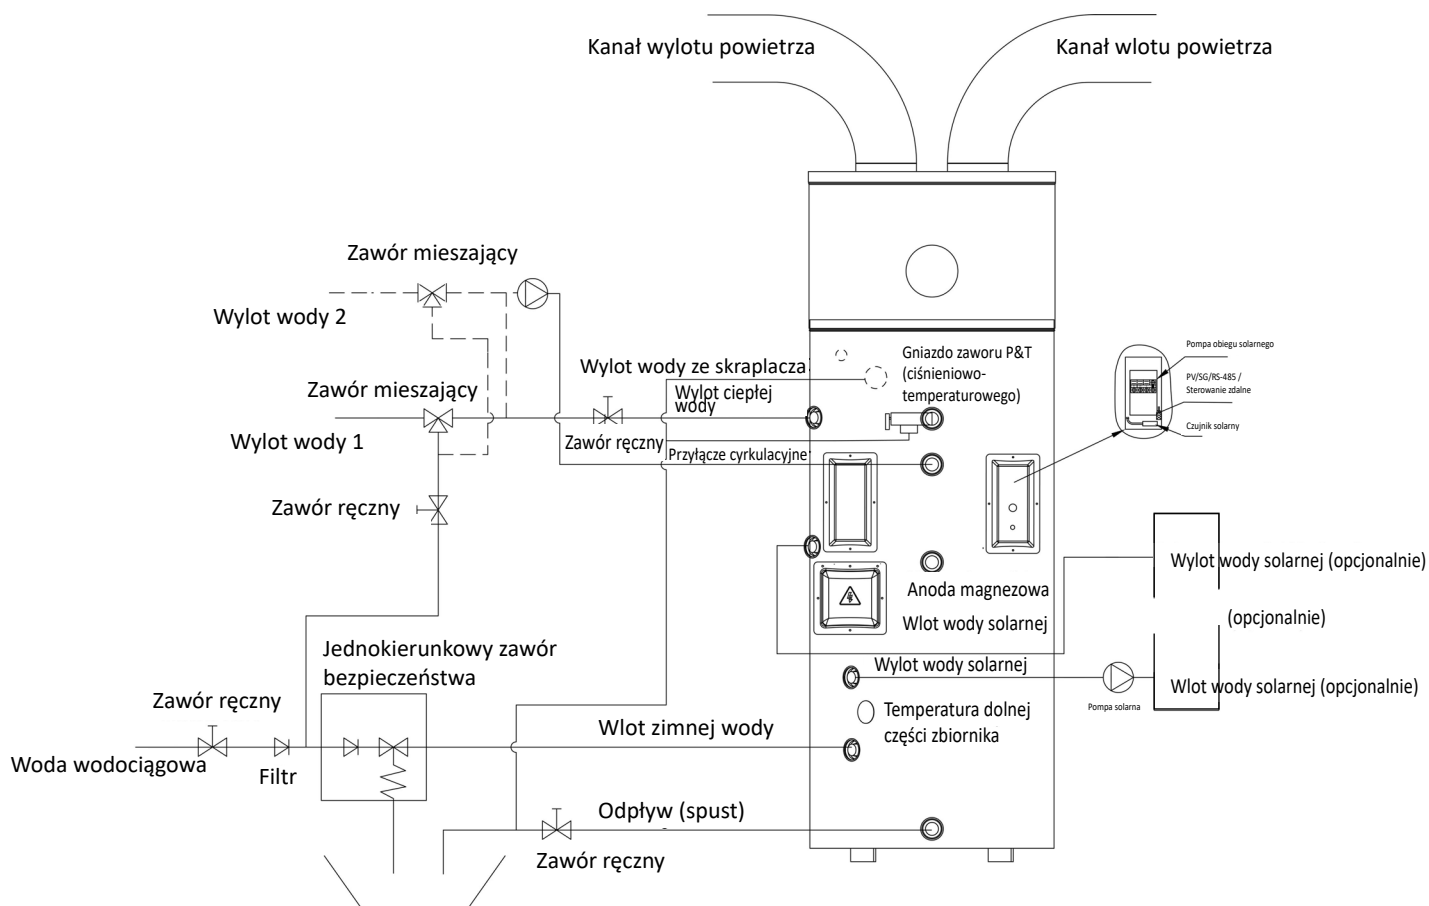 Kanał wylotu powietrza
Kanał wlotu powietrza
Zawór mieszający
Wylot wody 2
Gniazdo zaworu P&T
(ciśnieniowo-
temperaturowego)
Pompa obiegu solarnego
PV/SG/RS-485 /
Sterowanie zdalne
Czujnik solarny
Wylot wody ze skraplacza
Wylot ciepłej
wody
Zawór mieszający
Wylot wody 1
Zawór ręczny
Przyłącze cyrkulacyjne
Zawór ręczny
Wylot wody solarnej (opcjonalnie)
Anoda magnezowa
(opcjonalnie)
Wlot wody solarnej
Jednokierunkowy zawór
bezpieczeństwa
Wylot wody solarnej
Wlot wody solarnej (opcjonalnie)
Pompa solarna
Zawór ręczny
Temperatura dolnej
części zbiornika
Wlot zimnej wody
Woda wodociągowa
Filtr
Odpływ (spust)
Zawór ręczny